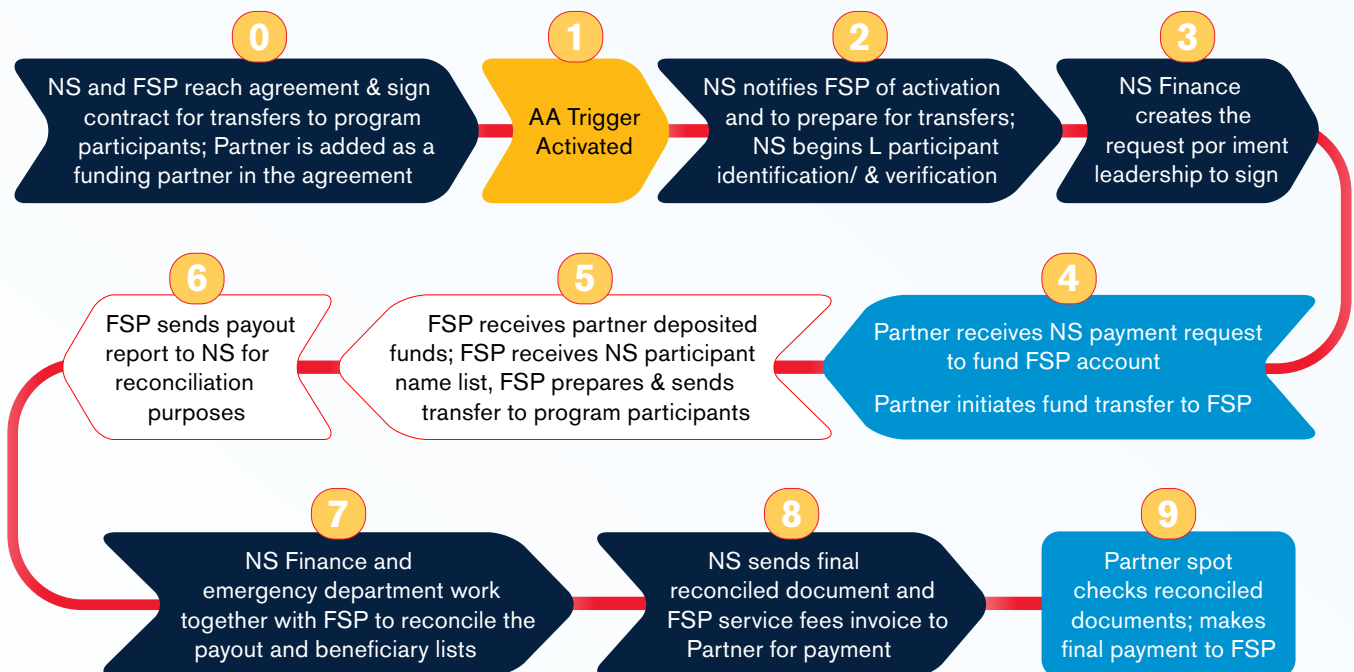 0
NS and FSP reach agreement & sign
contract for transfers to program
participants; Partner is added as a
funding partner in the agreement
1
AA Trigger
Activated
2
NS notifies FSP of activation
and to prepare for transfers;
NS begins L participant
identification/ & verification
3
NS Finance
creates the
request por iment
leadership to sign
4
Partner receives NS payment request
to fund FSP account
Partner initiates fund transfer to FSP
5
FSP receives partner deposited
funds; FSP receives NS participant
name list, FSP prepares & sends
transfer to program participants
6
FSP sends payout
report to NS for
reconciliation
purposes
7
NS Finance and
emergency department work
together with FSP to reconcile the
payout and beneficiary lists
8
NS sends final
reconciled document and
FSP service fees invoice to
Partner for payment
9
Partner spot
checks reconciled
documents; makes
final payment to FSP